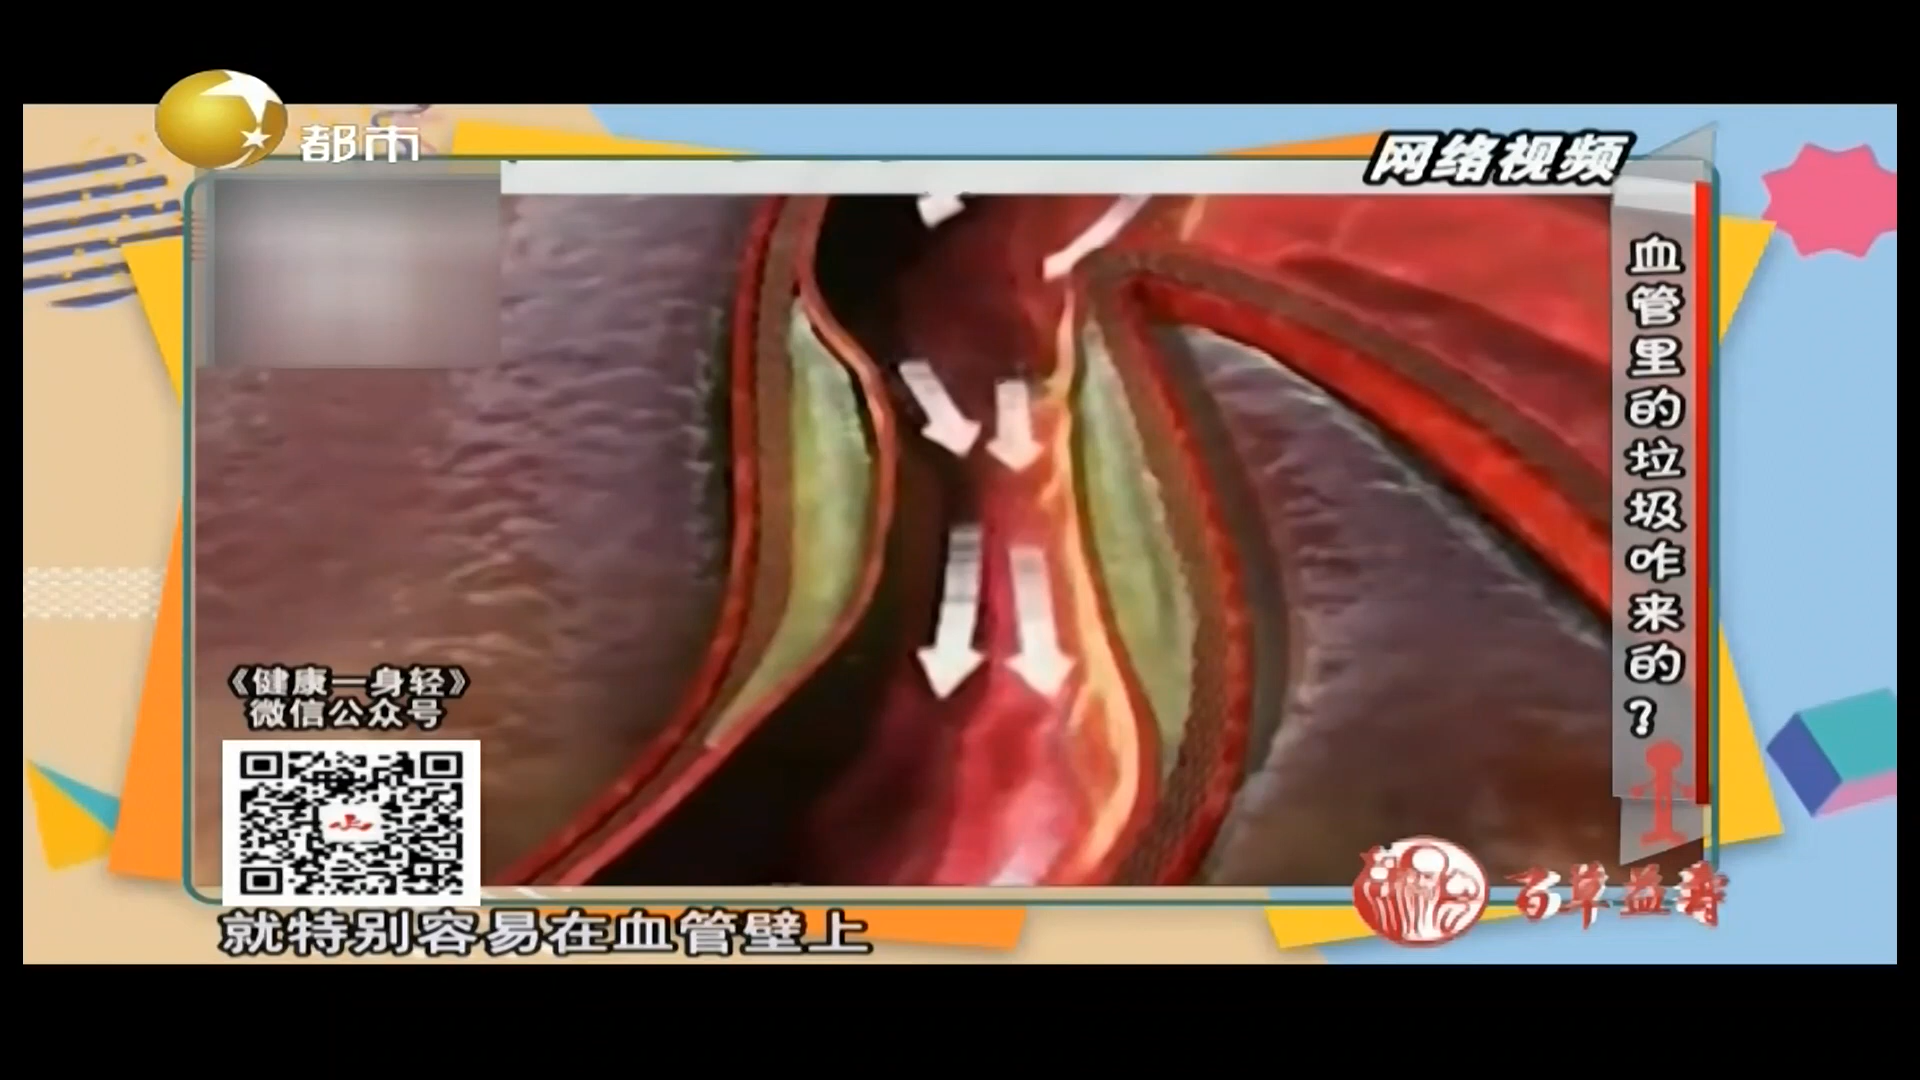 都市
网络视频
血管里的垃圾咋来的？
《健康一身轻》
微信公众号
百草益寿
就特别容易在血管壁上